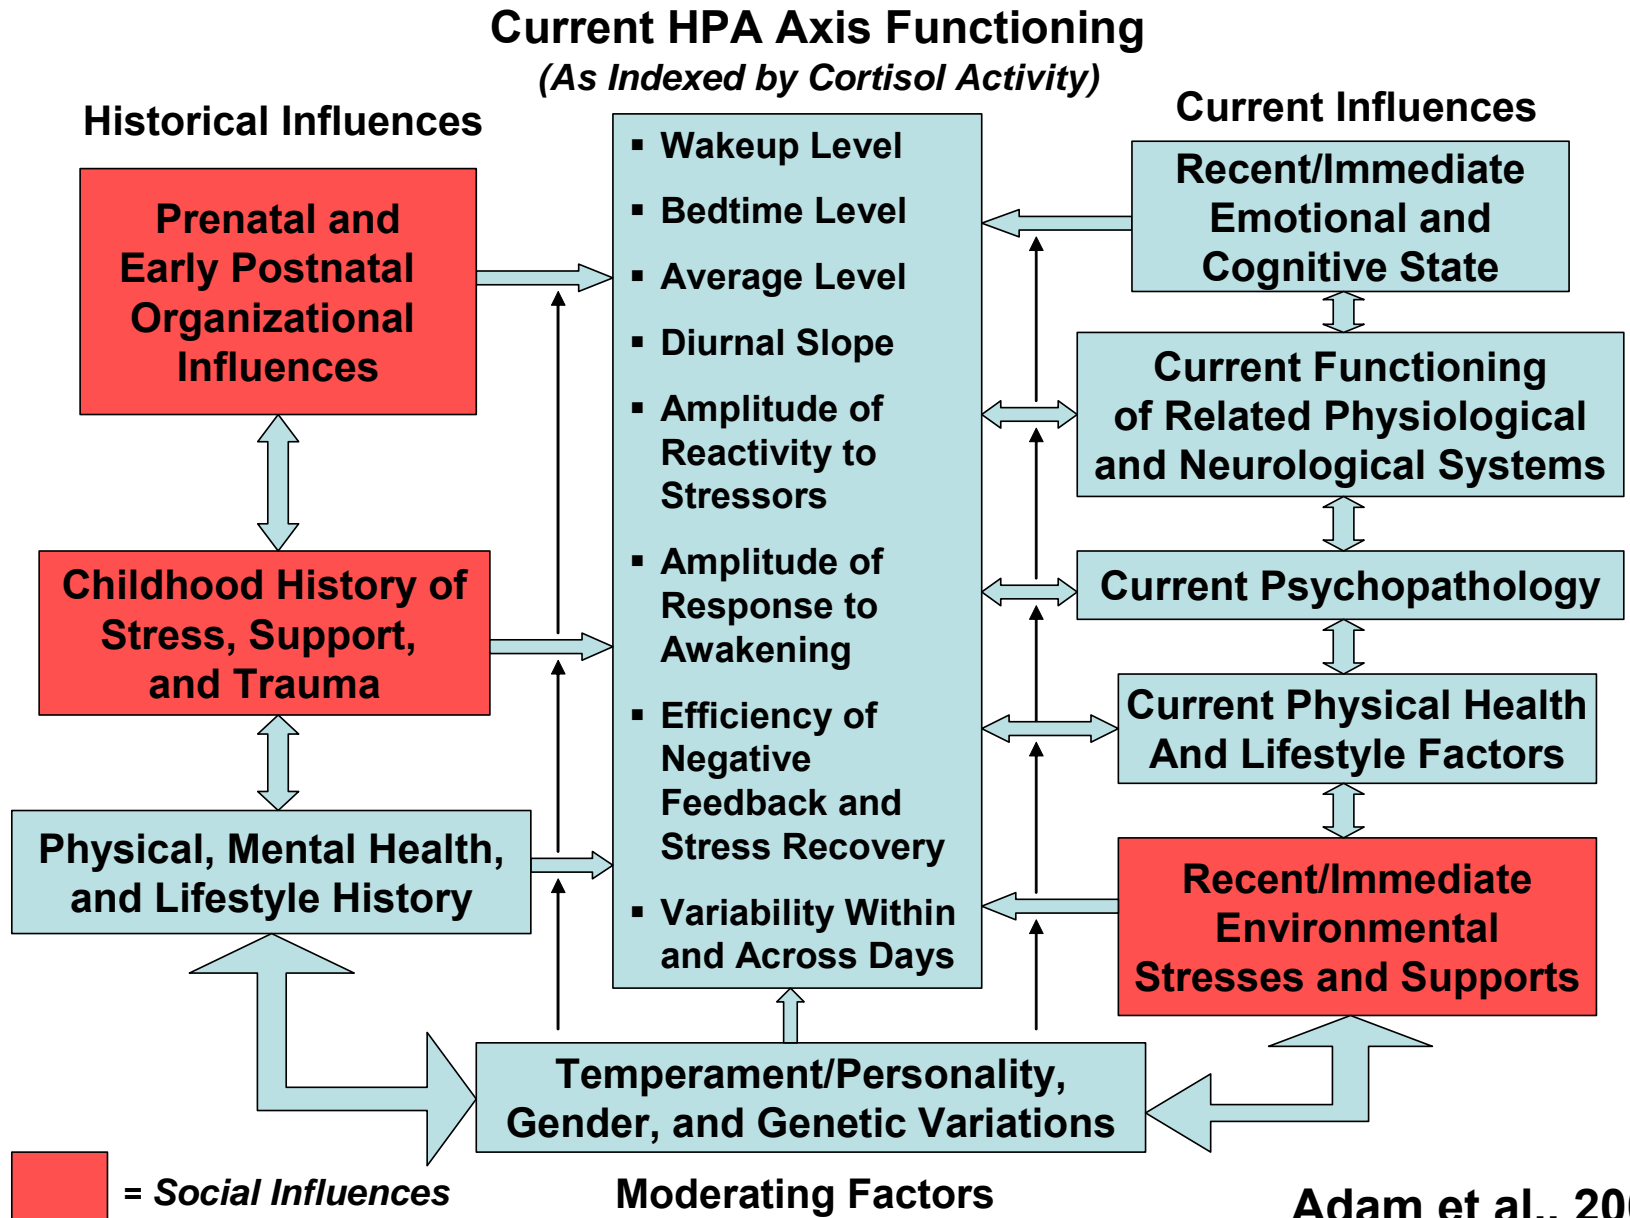 Current HPA Axis Functioning
(As Indexed by Cortisol Activity)
Historical Influences
Prenatal and
Early Postnatal
Organizational
Influences
Childhood History of
Stress, Support,
and Trauma
Physical, Mental Health,
and Lifestyle History
▪ Wakeup Level
▪ Bedtime Level
▪ Average Level
▪ Diurnal Slope
▪ Amplitude of
Reactivity to
Stressors
▪ Amplitude of
Response to
Awakening
▪ Efficiency of
Negative
Feedback and
Stress Recovery
▪ Variability Within
and Across Days
Current Influences
Recent/Immediate
Emotional and
Cognitive State
Current Functioning
of Related Physiological
and Neurological Systems
Current Psychopathology
Current Physical Health
And Lifestyle Factors
Recent/Immediate
Environmental
Stresses and Supports
Temperament/Personality,
Gender, and Genetic Variations
= Social Influences
Moderating Factors
Adam et al.,